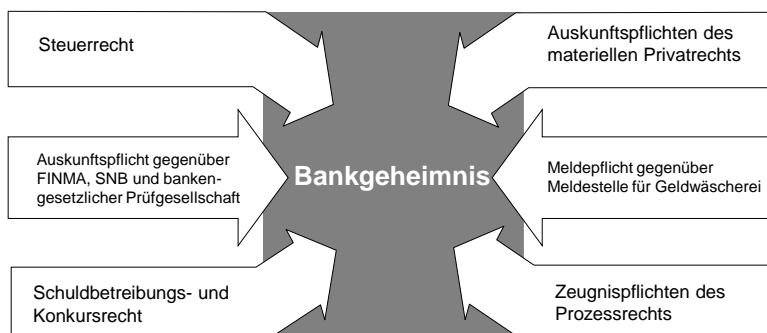 Steuerrecht
Auskunftspflichten des
materiellen Privatrechts
Auskunftspflicht gegenüber
FINMA, SNB und banken-
gesetzlicher Prüfgesellschaft
Bankgeheimnis
Meldepflicht gegenüber
Meldestelle für Geldwäscherei
Schuldbetreibungs- und
Konkursrecht
Zeugnispflichten des
Prozessrechts